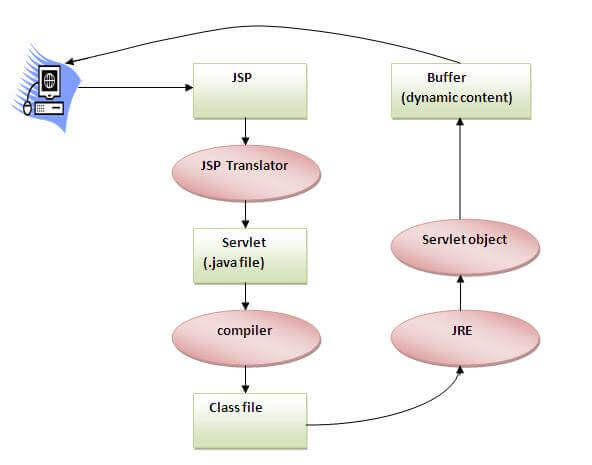 JSP
JSP Translator
Servlet
(.java file)
compiler
Class file
JRE
Servlet object
Buffer
(dynamic content)